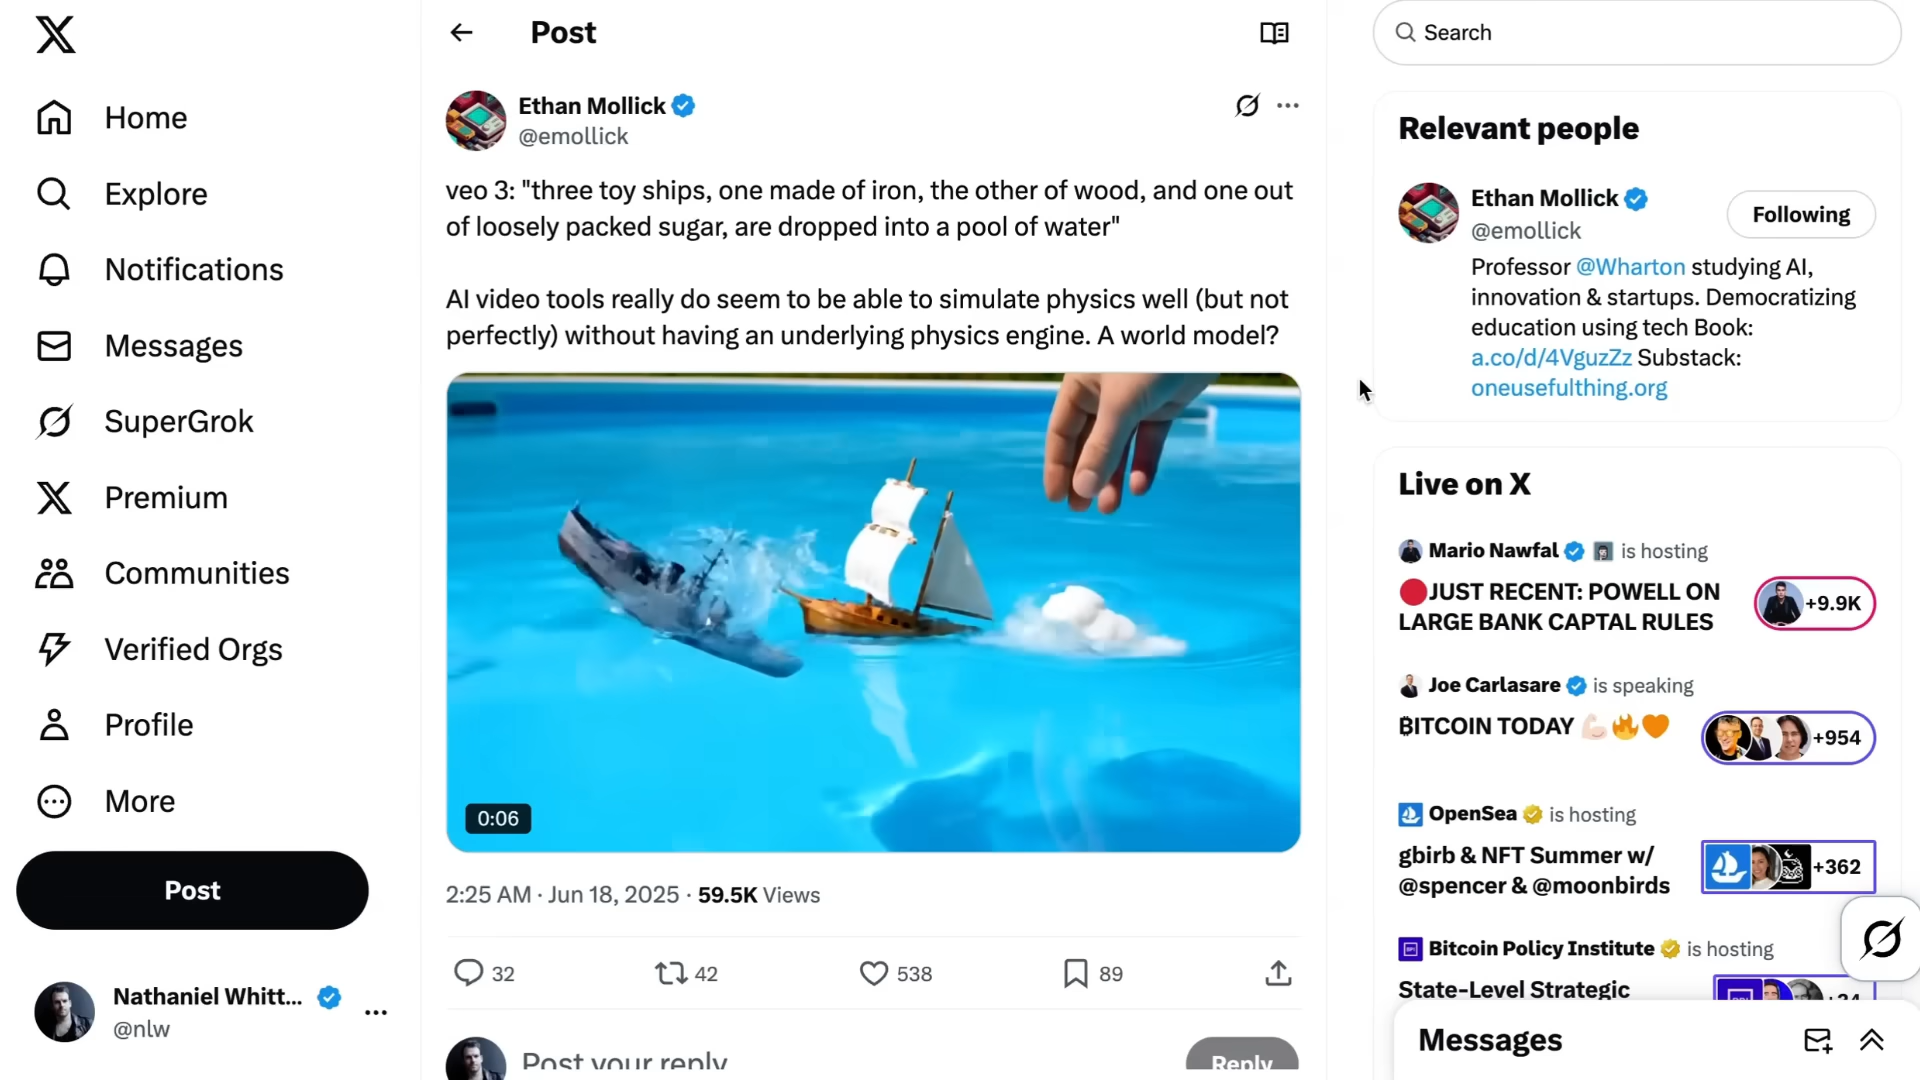 Home
Explore
Notifications
Messages
SuperGrok
Premium
Communities
Verified Orgs
Profile
More
Post
Nathaniel Whitt...
@nlw
Post
Ethan Mollick
@emollick
veo 3: "three toy ships, one made of iron, the other of wood, and one out
of loosely packed sugar, are dropped into a pool of water"
AI video tools really do seem to be able to simulate physics well (but not
perfectly) without having an underlying physics engine. A world model?
0:06
2:25 AM · Jun 18, 2025 · 59.5K Views
32
42
538
89
Post your reply
Reply
Search
Relevant people
Ethan Mollick
@emollick
Following
Professor @Wharton studying AI,
innovation & startups. Democratizing
education using tech Book:
a.co/d/4VguzZz Substack:
oneusefulthing.org
Live on X
Mario Nawfal is hosting
🔴JUST RECENT: POWELL ON
LARGE BANK CAPTAL RULES
+9.9K
Joe Carlasare is speaking
₿ITCOIN TODAY 💪🏻🔥🧡
+954
OpenSea is hosting
gbirb & NFT Summer w/
@spencer & @moonbirds
+362
Bitcoin Policy Institute is hosting
State-Level Strategic
Messages